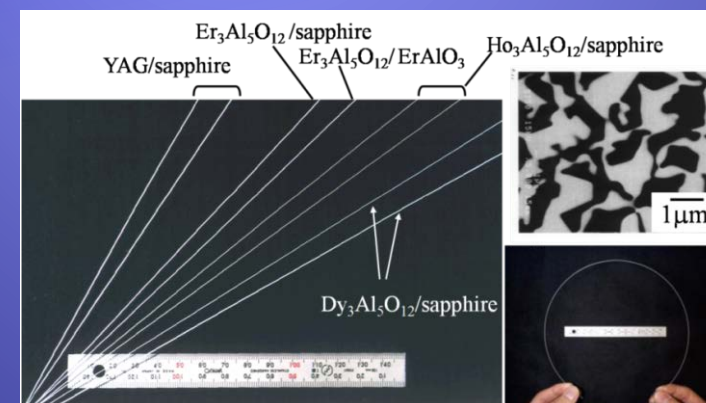 Er₃Al₅O₁₂/sapphire
Er₃Al₅O₁₂/ErAlO₃
Ho₃Al₅O₁₂/sapphire
YAG/sapphire
1μm
Dy₃Al₅O₁₂/sapphire